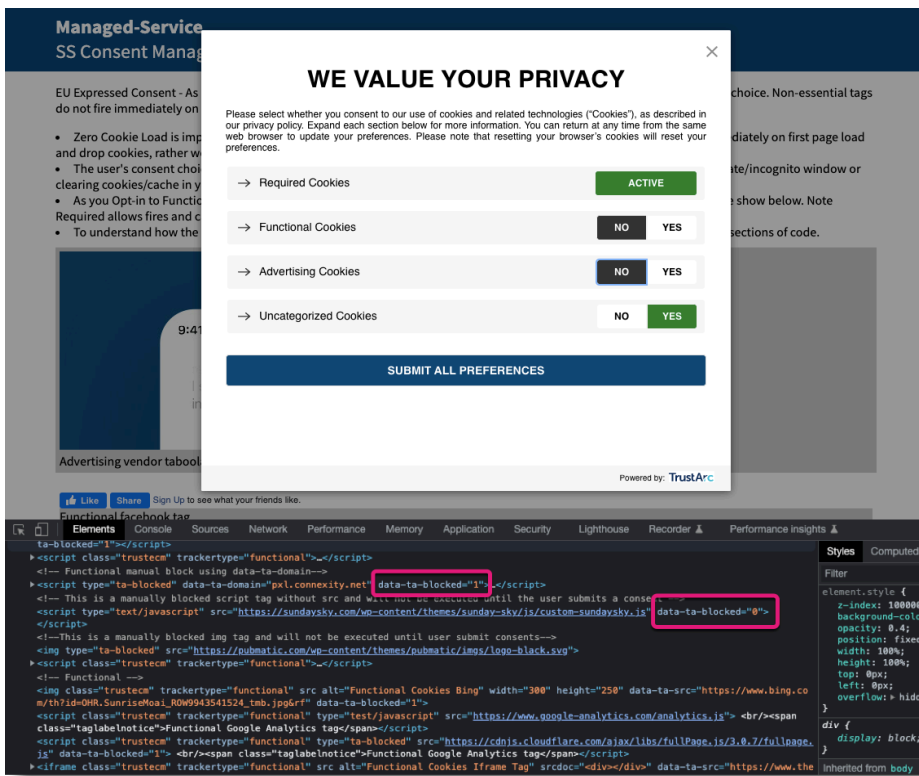 Managed-Service
SS Consent Manag
WE VALUE YOUR PRIVACY
Please select whether you consent to our use of cookies and related technologies (“Cookies”), as described in
our privacy policy. Expand each section below for more information. You can return at any time from the same
web browser to update your preferences. Please note that resetting your browser's cookies will reset your
preferences.
→ Required Cookies ACTIVE
→ Functional Cookies NO YES
→ Advertising Cookies NO YES
→ Uncategorized Cookies NO YES
SUBMIT ALL PREFERENCES
Powered by: TrustArc
EU Expressed Consent - As choice. Non-essential tags
do not fire immediately on
• Zero Cookie Load is imp diately on first page load
and drop cookies, rather w
• The user's consent choi ate/incognito window or
clearing cookies/cache in y
• As you Opt-in to Functio e show below. Note
Required allows fires and c
• To understand how the sections of code.
9:41
Advertising vendor tabool
Like Share Sign Up to see what your friends like.
Functional facebook tag
Elements Console Sources Network Performance Memory Application Security Lighthouse Recorder Performance insights
ta-blocked="1"></script>
<script class="trustecm" trackertype="functional">…</script>
<!-- Functional manual block using data-ta-domain-->
<script type="ta-blocked" data-ta-domain="pxl.connexity.net" data-ta-blocked="1">…</script>
<!-- This is a manually blocked script tag without src and will not be executed until the user submits a consent -->
<script type="text/javascript" src="https://sundaysky.com/wp-content/themes/sunday-sky/js/custom-sundaysky.js" data-ta-blocked="0">
</script>
<!--This is a manually blocked img tag and will not be executed until user submit consents-->
<img type="ta-blocked" src="https://pubmatic.com/wp-content/themes/pubmatic/imgs/logo-black.svg">
<script class="trustecm" trackertype="functional">…</script>
<!-- Functional -->
<img class="trustecm" trackertype="functional" src alt="Functional Cookies Bing" width="300" height="250" data-ta-src="https://www.bing.co
m/th?id=OHR.SunriseMoai_ROW9943541524_tmb.jpg&rf" data-ta-blocked="1">
<script class="trustecm" trackertype="functional" type="test/javascript" src="https://www.google-analytics.com/analytics.js"> <br/><span
class="taglabelnotice">Functional Google Analytics tag</span></script>
<script class="trustecm" trackertype="functional" type="ta-blocked" src="https://cdnjs.cloudflare.com/ajax/libs/fullPage.js/3.0.7/fullpage.
js" data-ta-blocked="1"> <br/><span class="taglabelnotice">Functional Google Analytics tag</span></script>
<iframe class="trustecm" trackertype="functional" src alt="Functional Cookies Iframe Tag" srcdoc="<div></div>" data-ta-src="https://www.the
Styles Computed
Filter
element.style {
z-index: 100000
background-colo
opacity: 0.4;
position: fixed
width: 100%;
height: 100%;
top: 0px;
left: 0px;
overflow: hidd
}
div {
display: block;
}
Inherited from body